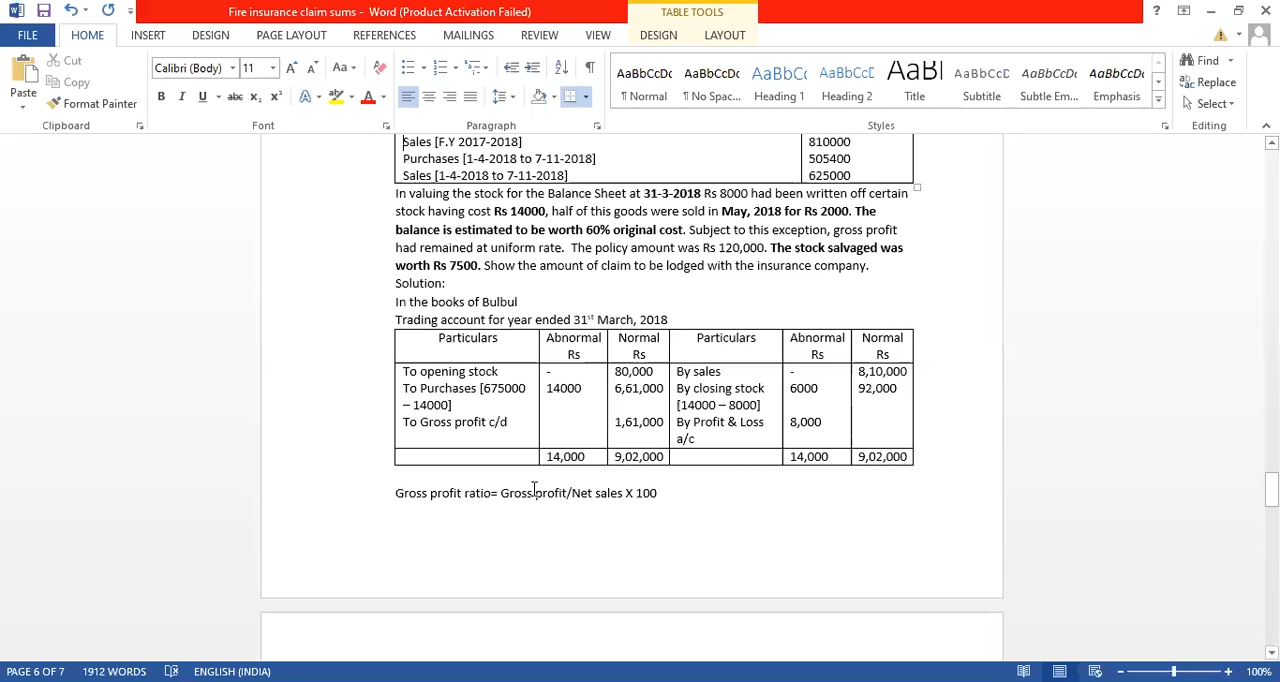 Fire insurance claim sums - Word (Product Activation Failed)
TABLE TOOLS
FILE
HOME
INSERT
DESIGN
PAGE LAYOUT
REFERENCES
MAILINGS
REVIEW
VIEW
DESIGN
LAYOUT
Paste
Cut
Copy
Format Painter
Clipboard
Calibri (Body)
11
Font
Paragraph
AaBbCcDc
¶ Normal
AaBbCcDc
¶ No Spac...
AaBbCc
Heading 1
AaBbCcD
Heading 2
AaBl
Title
AaBbCcD
Subtitle
AaBbCcDc
Subtle Em...
AaBbCcDc
Emphasis
Styles
Find
Replace
Select
Editing
Sales [F.Y 2017-2018] 810000
Purchases [1-4-2018 to 7-11-2018] 505400
Sales [1-4-2018 to 7-11-2018] 625000
In valuing the stock for the Balance Sheet at 31-3-2018 Rs 8000 had been written off certain
stock having cost Rs 14000, half of this goods were sold in May, 2018 for Rs 2000. The
balance is estimated to be worth 60% original cost. Subject to this exception, gross profit
had remained at uniform rate. The policy amount was Rs 120,000. The stock salvaged was
worth Rs 7500. Show the amount of claim to be lodged with the insurance company.
Solution:
In the books of Bulbul
Trading account for year ended 31st March, 2018
Particulars Abnormal Normal Particulars Abnormal Normal
Rs Rs Rs Rs
To opening stock - 80,000 By sales - 8,10,000
To Purchases [675000 14000 6,61,000 By closing stock 6000 92,000
– 14000] [14000 – 8000]
To Gross profit c/d 1,61,000 By Profit & Loss 8,000
a/c
14,000 9,02,000 14,000 9,02,000
Gross profit ratio= Gross profit/Net sales X 100
PAGE 6 OF 7
1912 WORDS
ENGLISH (INDIA)
100%